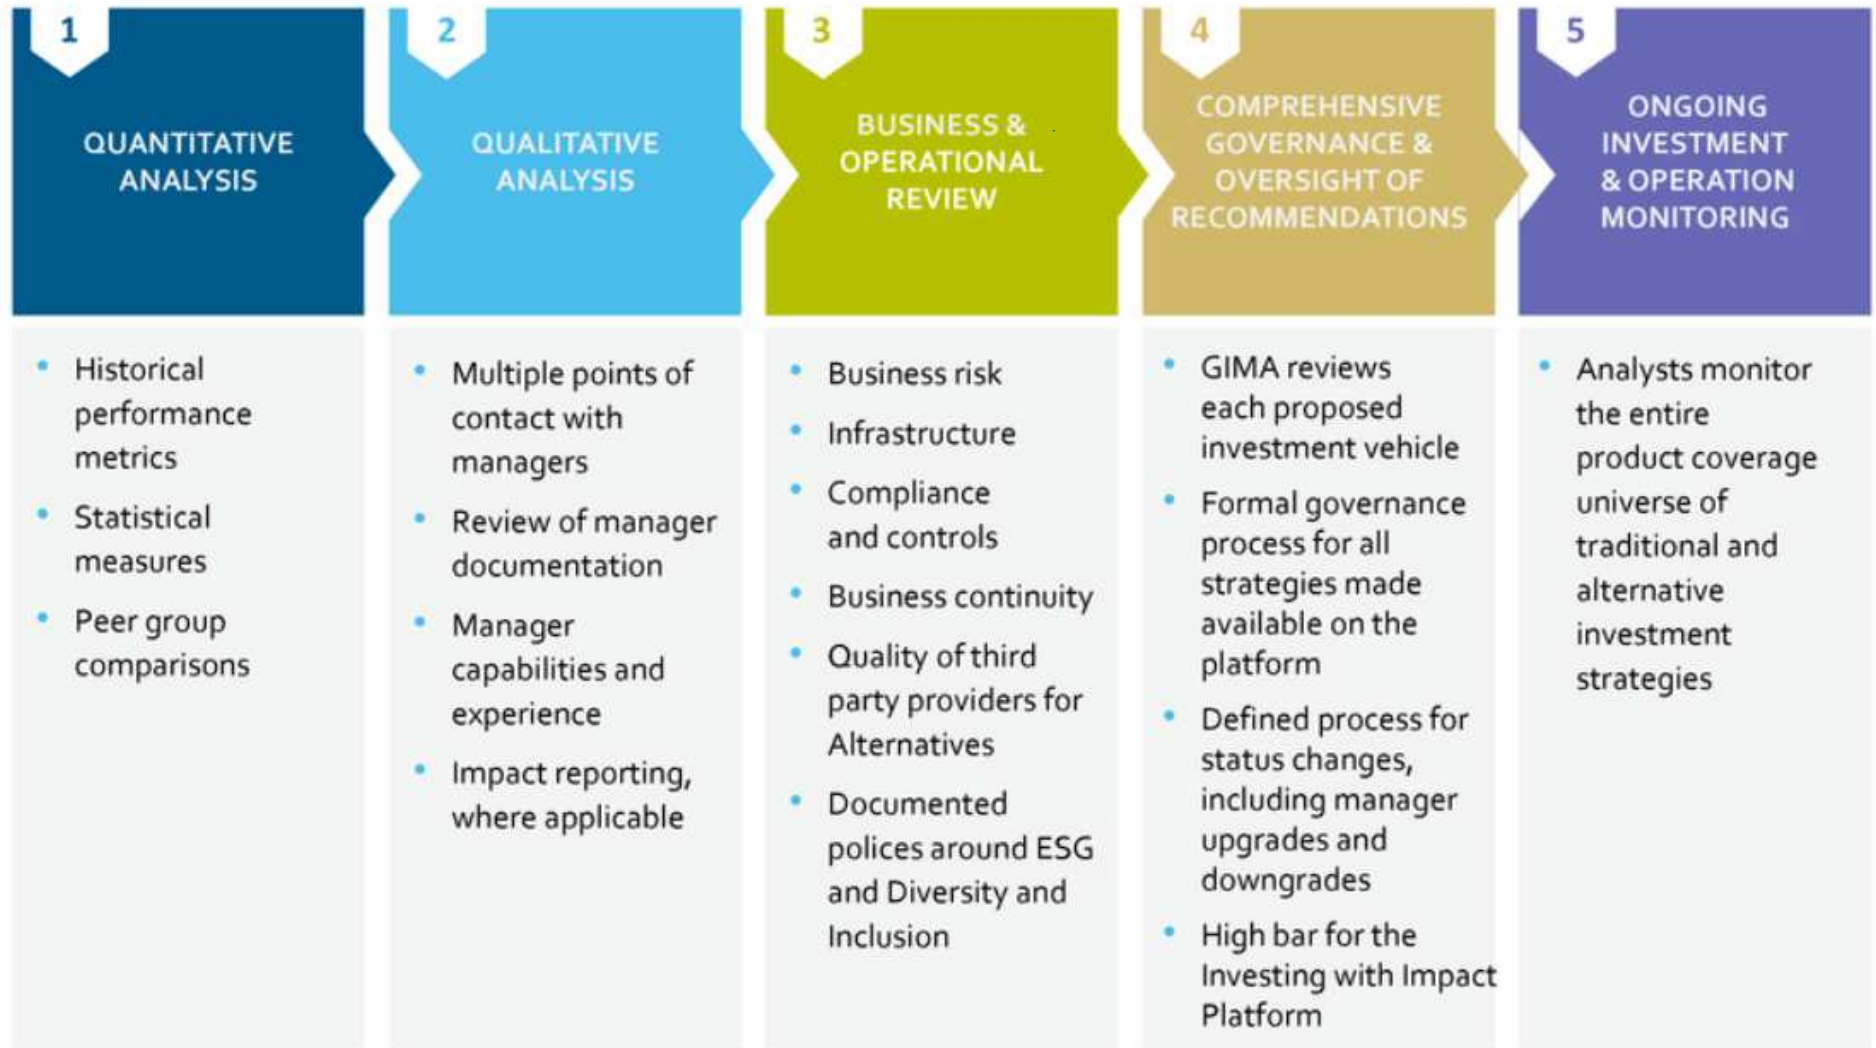 1
QUANTITATIVE
ANALYSIS
• Historical
performance
metrics
• Statistical
measures
• Peer group
comparisons
2
QUALITATIVE
ANALYSIS
• Multiple points of
contact with
managers
• Review of manager
documentation
• Manager
capabilities and
experience
• Impact reporting,
where applicable
3
BUSINESS &
OPERATIONAL
REVIEW
• Business risk
• Infrastructure
• Compliance
and controls
• Business continuity
• Quality of third
party providers for
Alternatives
• Documented
polices around ESG
and Diversity and
Inclusion
4
COMPREHENSIVE
GOVERNANCE &
OVERSIGHT OF
RECOMMENDATIONS
• GIMA reviews
each proposed
investment vehicle
• Formal governance
process for all
strategies made
available on the
platform
• Defined process for
status changes,
including manager
upgrades and
downgrades
• High bar for the
Investing with Impact
Platform
5
ONGOING
INVESTMENT
& OPERATION
MONITORING
• Analysts monitor
the entire
product coverage
universe of
traditional and
alternative
investment
strategies